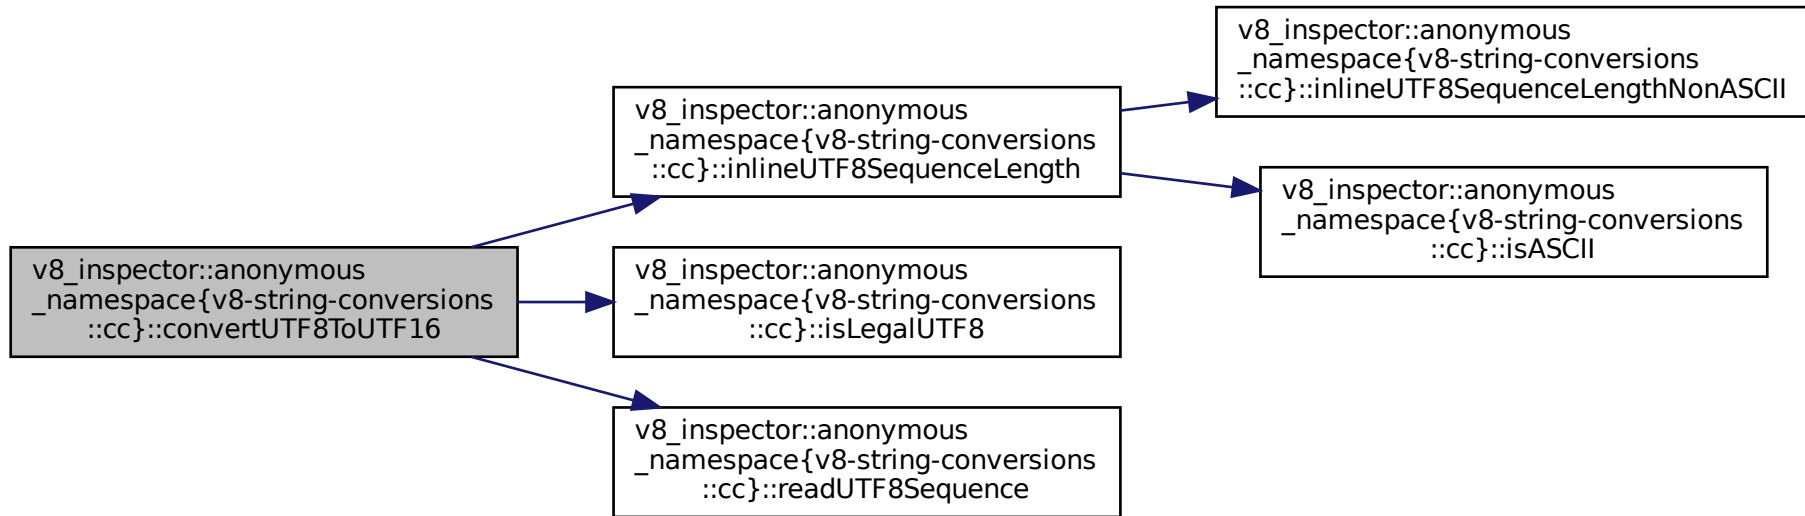 v8_inspector::anonymous
_namespace{v8-string-conversions
::cc}::convertUTF8ToUTF16
v8_inspector::anonymous
_namespace{v8-string-conversions
::cc}::inlineUTF8SequenceLength
v8_inspector::anonymous
_namespace{v8-string-conversions
::cc}::inlineUTF8SequenceLengthNonASCII
v8_inspector::anonymous
_namespace{v8-string-conversions
::cc}::isASCII
v8_inspector::anonymous
_namespace{v8-string-conversions
::cc}::isLegalUTF8
v8_inspector::anonymous
_namespace{v8-string-conversions
::cc}::readUTF8Sequence